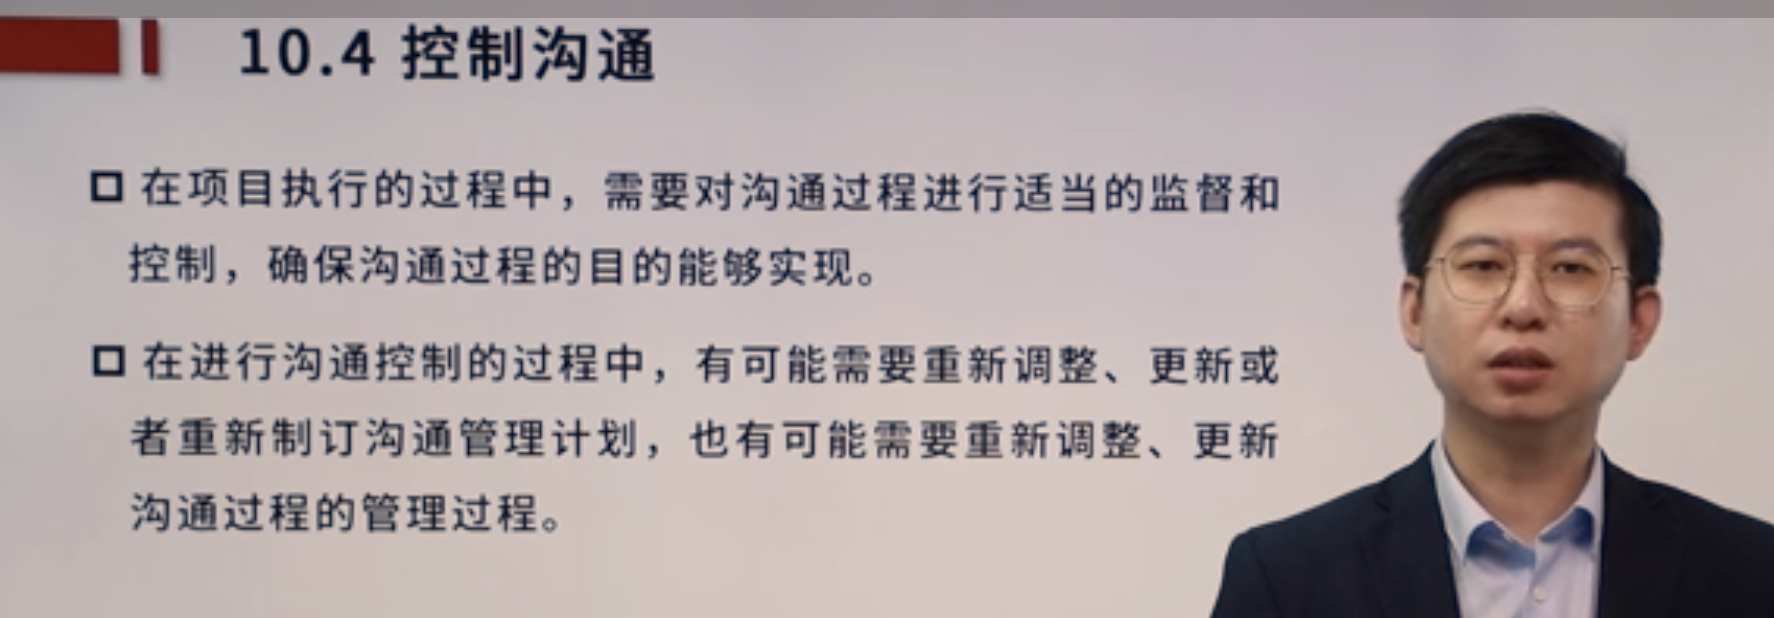 10.4 控制沟通
在项目执行的过程中，需要对沟通过程进行适当的监督和
控制，确保沟通过程的目的能够实现。
在进行沟通控制的过程中，有可能需要重新调整、更新或
者重新制订沟通管理计划，也有可能需要重新调整、更新
沟通过程的管理过程。